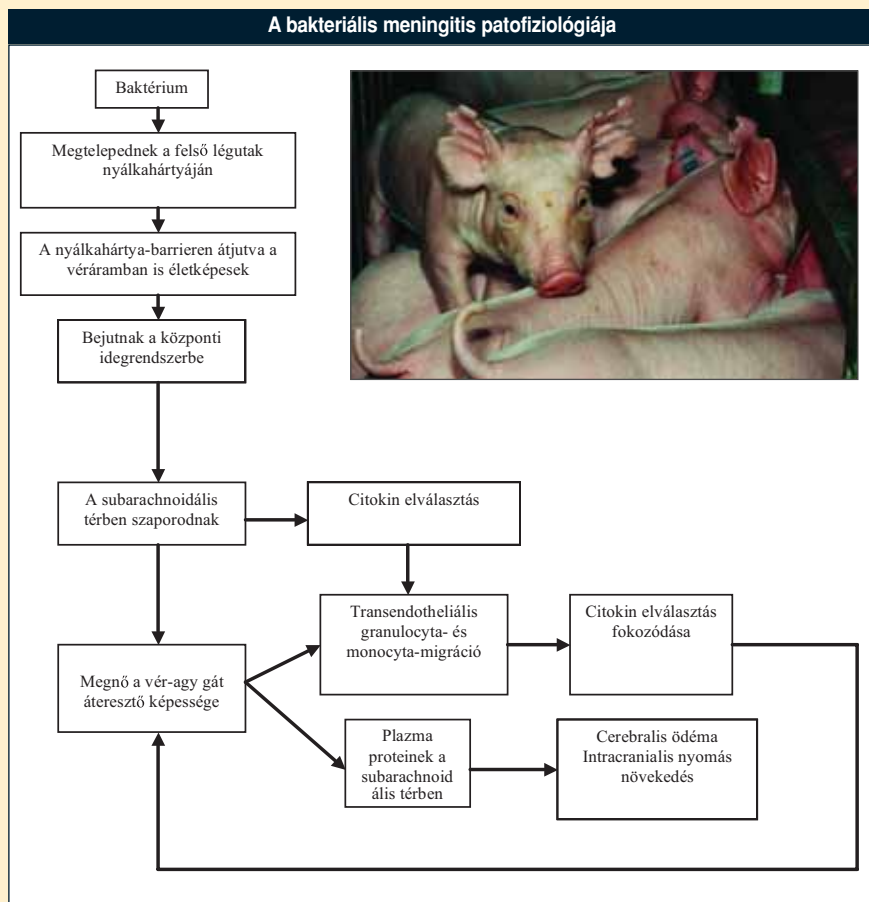 A bakteriális meningitis patofiziológiája
Baktérium
Megtelepednek a felső légutak
nyálkahártyáján
A nyálkahártya-barrieren átjutva a
véráramban is életképesek
Bejutnak a központi
idegrendszerbe
A subarachnoidális
térben szaporodnak
Citokin elválasztás
Transendotheliális
granulocyta- és
monocyta-migráció
Citokin elválasztás
fokozódása
Megnő a vér-agy gát
áteresztő képessége
Plazma
proteinek a
subarachnoid
ális térben
Cerebralis ödéma
Intracranialis nyomás
növekedés